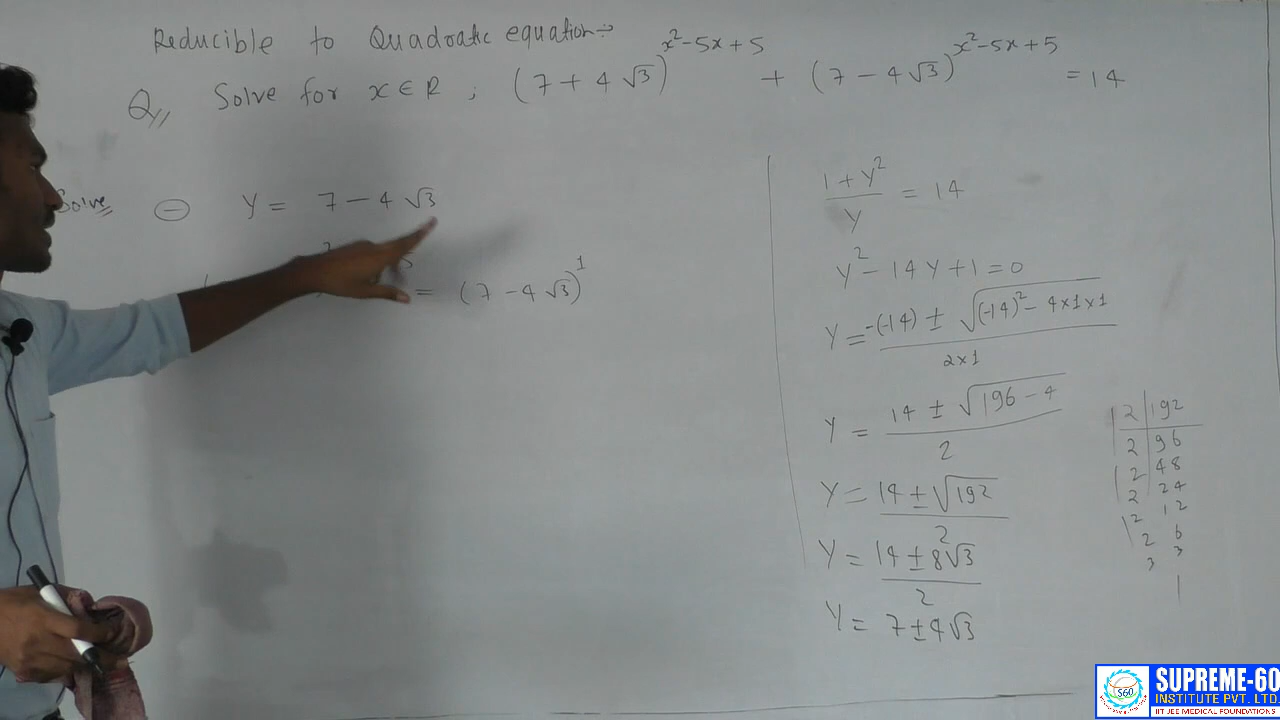 Reducible to Quadratic equation:-
Q, Solve for x ∈ R ; (7 + 4√3)^(x²-5x+5) + (7 - 4√3)^(x²-5x+5) = 14
Solve ⊖ y = 7 - 4√3
= (7 - 4√3)^1
(1 + y²)/y = 14
y² - 14y + 1 = 0
y = (-(-14) ± √((-14)² - 4×1×1))/(2×1)
y = (14 ± √(196 - 4))/2
y = (14 ± √192)/2
y = (14 ± 8√3)/2
y = 7 ± 4√3
2 | 192
2 | 96
2 | 48
2 | 24
2 12
2 6
3 3
1
S60
SUPREME-60
INSTITUTE PVT. LTD
IIT JEE MEDICAL FOUNDATIONS